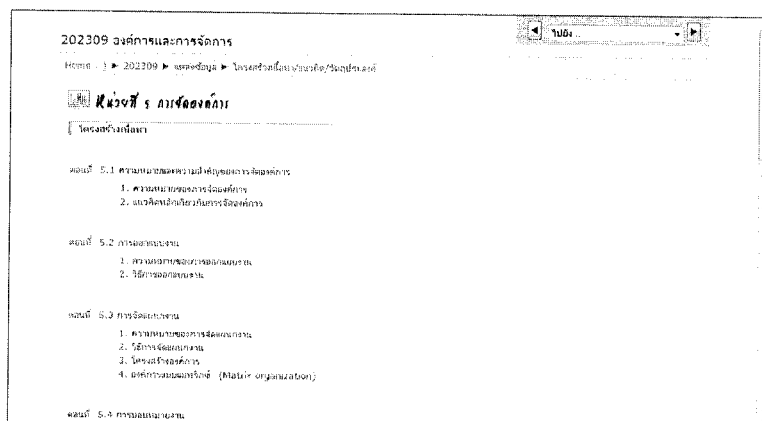 202309 องค์การและการจัดการ
ไปยัง ..
Home ► 202309 ► แหล่งข้อมูล ► โครงสร้างเนื้อหา/แนวคิด/วัตถุประสงค์
หน่วยที่ 5 การจัดองค์การ
โครงสร้างเนื้อหา
ตอนที่ 5.1 ความหมายและความสำคัญของการจัดองค์การ
1. ความหมายของการจัดองค์การ
2. แนวคิดหลักเกี่ยวกับการจัดองค์การ
ตอนที่ 5.2 การออกแบบงาน
1. ความหมายของการออกแบบงาน
2. วิธีการออกแบบงาน
ตอนที่ 5.3 การจัดแผนกงาน
1. ความหมายของการจัดแผนกงาน
2. วิธีการจัดแผนกงาน
3. โครงสร้างองค์การ
4. องค์การแบบแมทริกซ์ (Matrix organization)
ตอนที่ 5.4 การมอบหมายงาน